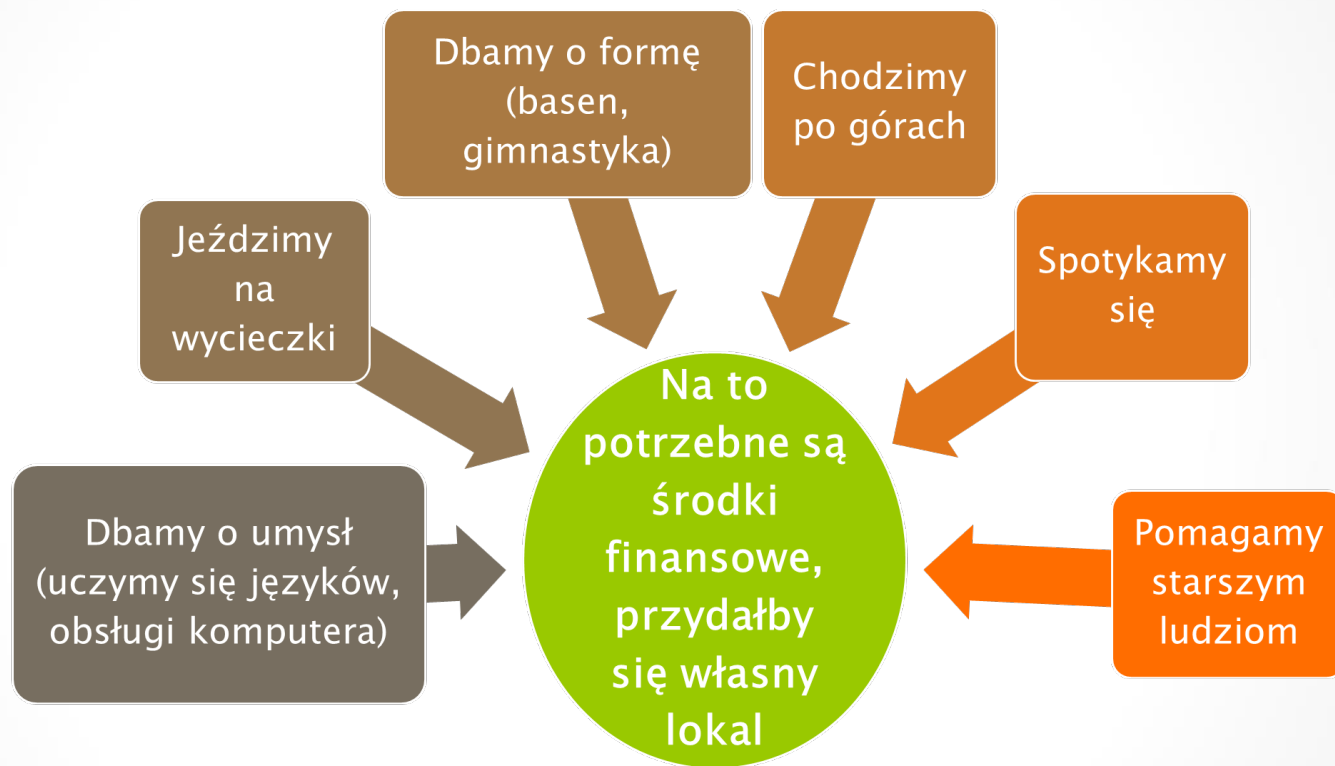 Dbamy o formę
(basen,
gimnastyka)
Chodzimy
po górach
Jeździmy
na
wycieczki
Spotykamy
się
Dbamy o umysł
(uczymy się języków,
obsługi komputera)
Na to
potrzebne są
środki
finansowe,
przydałby
się własny
lokal
Pomagamy
starszym
ludziom